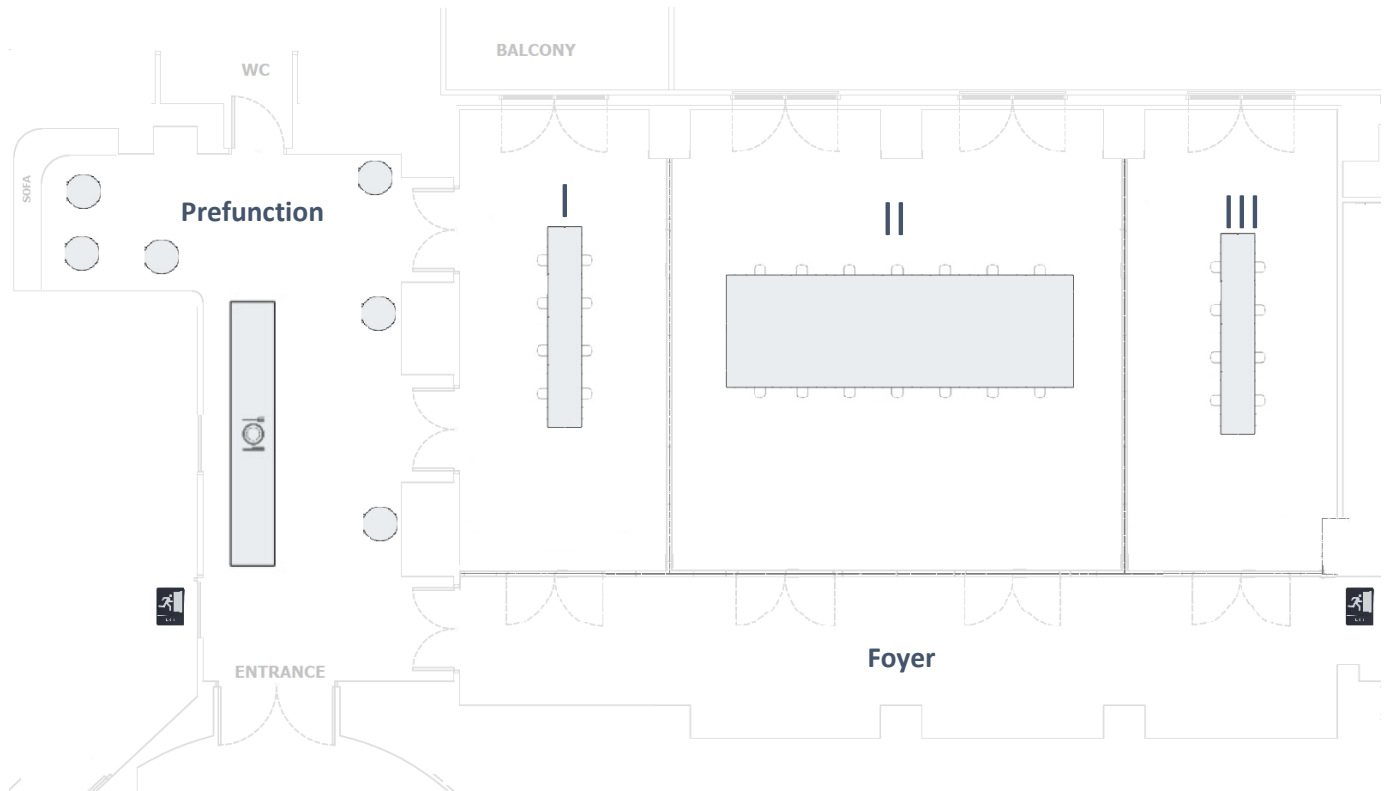 BALCONY
WC
SOFA
Prefunction
I
II
III
ENTRANCE
Foyer